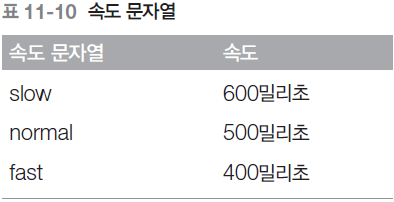 표 11-10 속도 문자열
속도 문자열 속도
slow 600밀리초
normal 500밀리초
fast 400밀리초